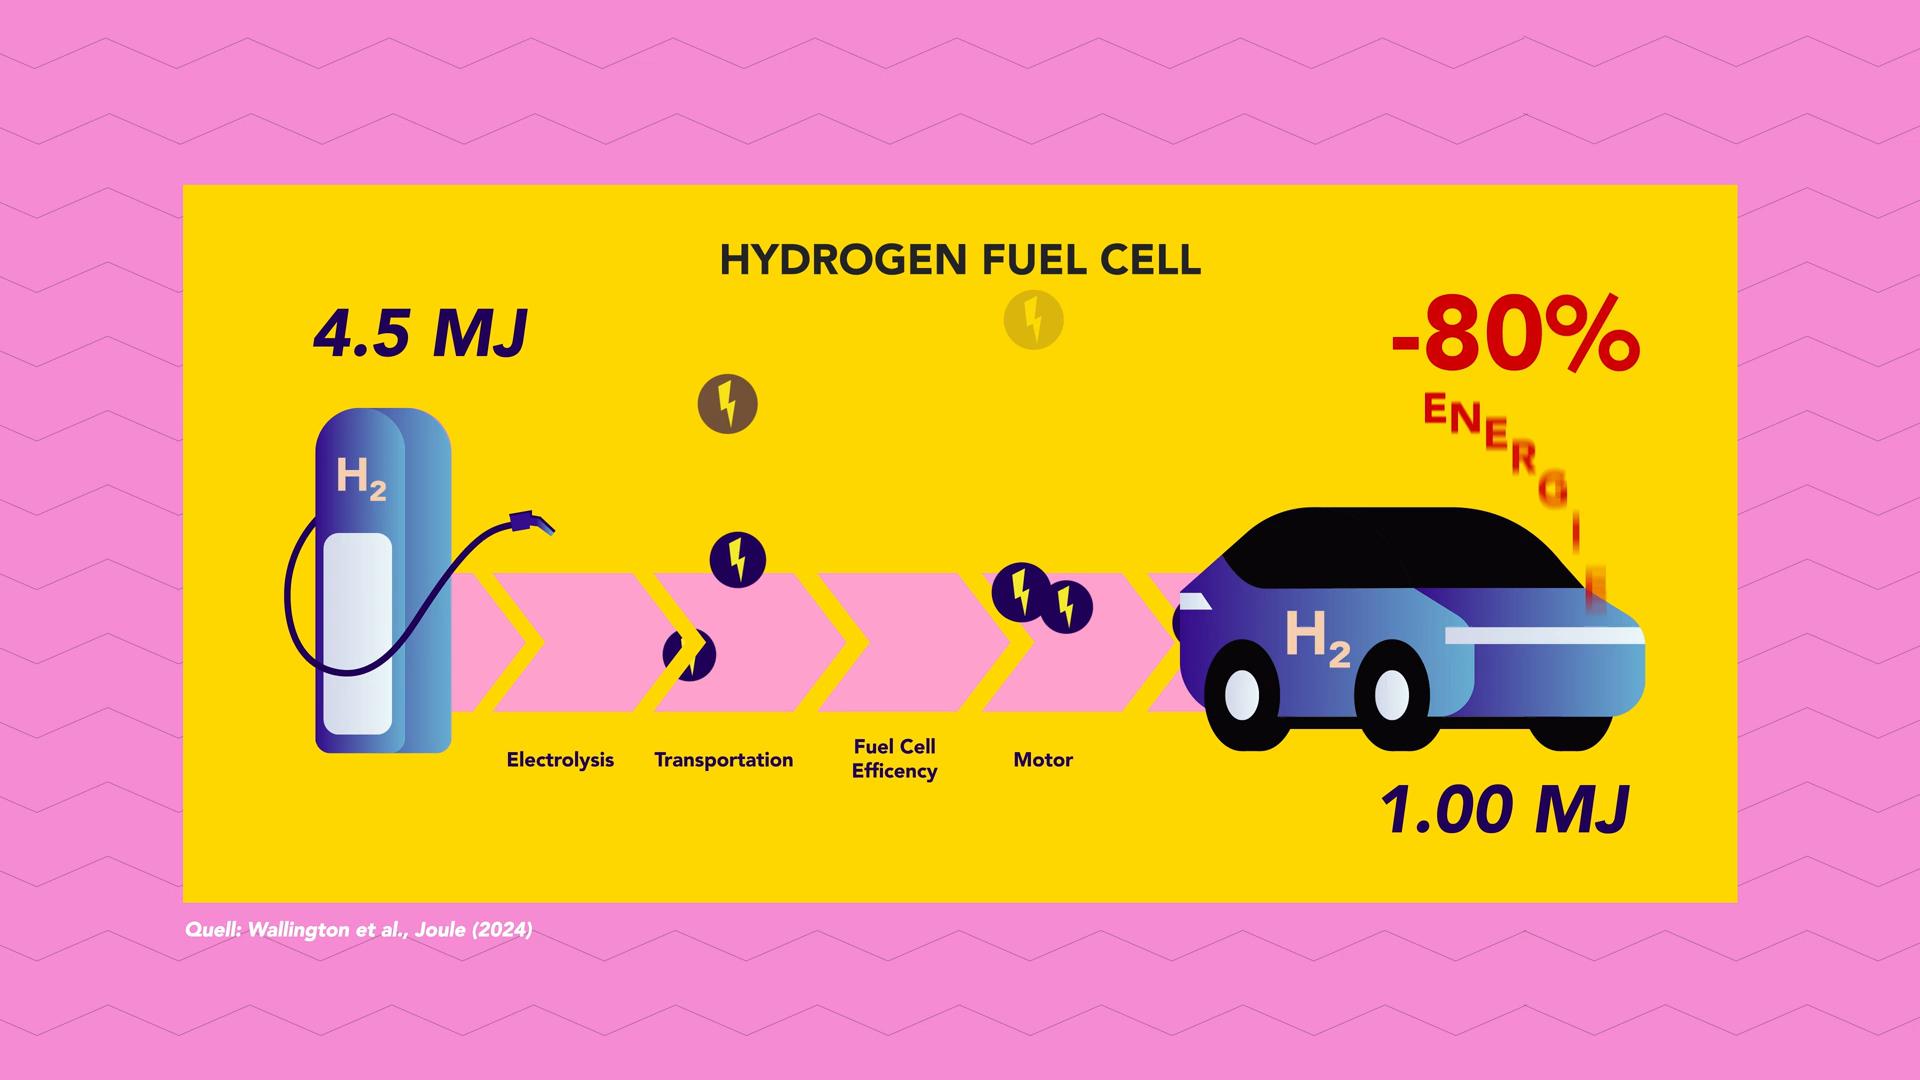 HYDROGEN FUEL CELL
4.5 MJ
-80%
ENERGIE
H₂
H₂
Electrolysis
Transportation
Fuel Cell
Efficency
Motor
1.00 MJ
Quell: Wallington et al., Joule (2024)